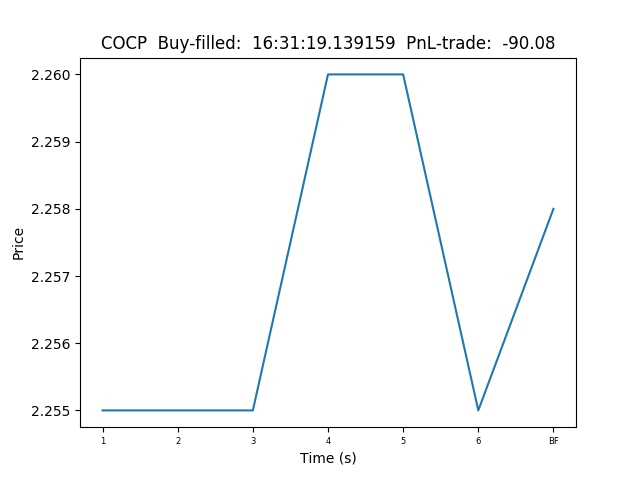 COCP Buy-filled: 16:31:19.139159 PnL-trade: -90.08
2.260
2.259
2.258
2.257
2.256
2.255
Price
1 2 3 4 5 6 BF
Time (s)